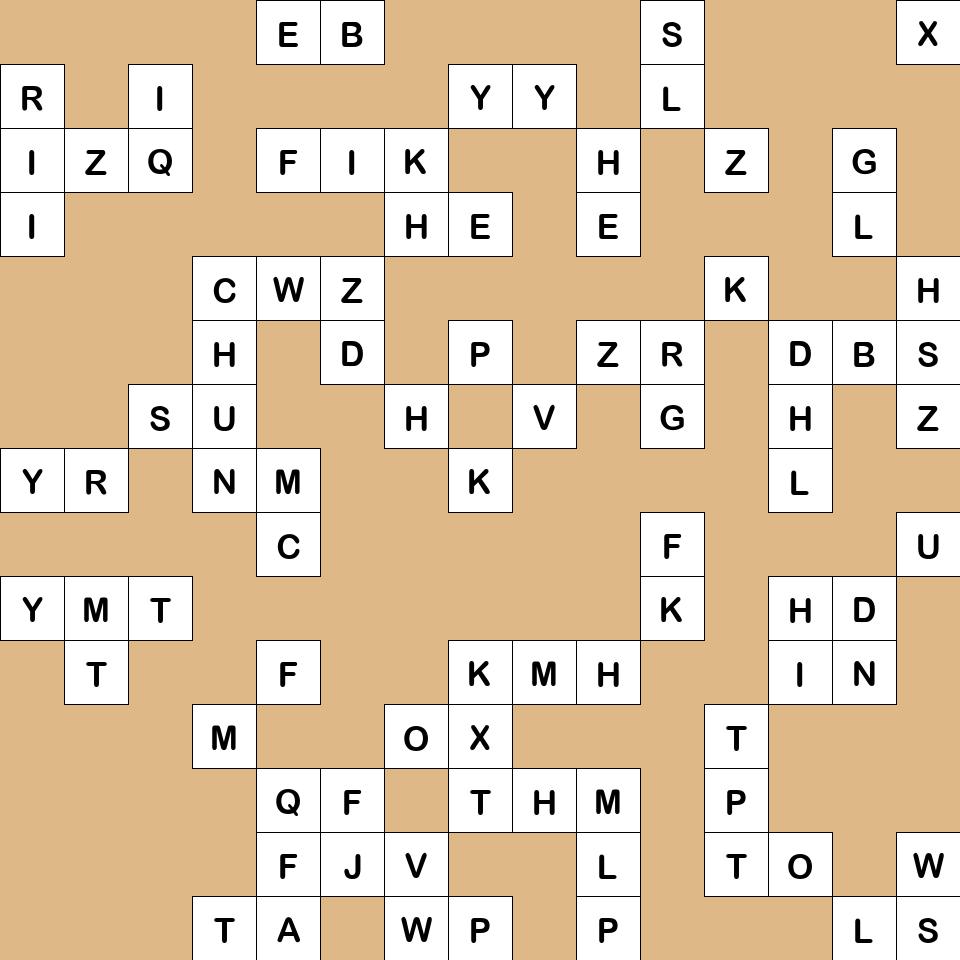 E B S X
R I Y Y L
I Z Q F I K H Z G
I H E E L
C W Z K H
H D P Z R D B S
S U H V G H Z
Y R N M K L
C F U
Y M T K H D
T F K M H I N
M O X T
Q F T H M P
F J V L T O W
T A W P P L S